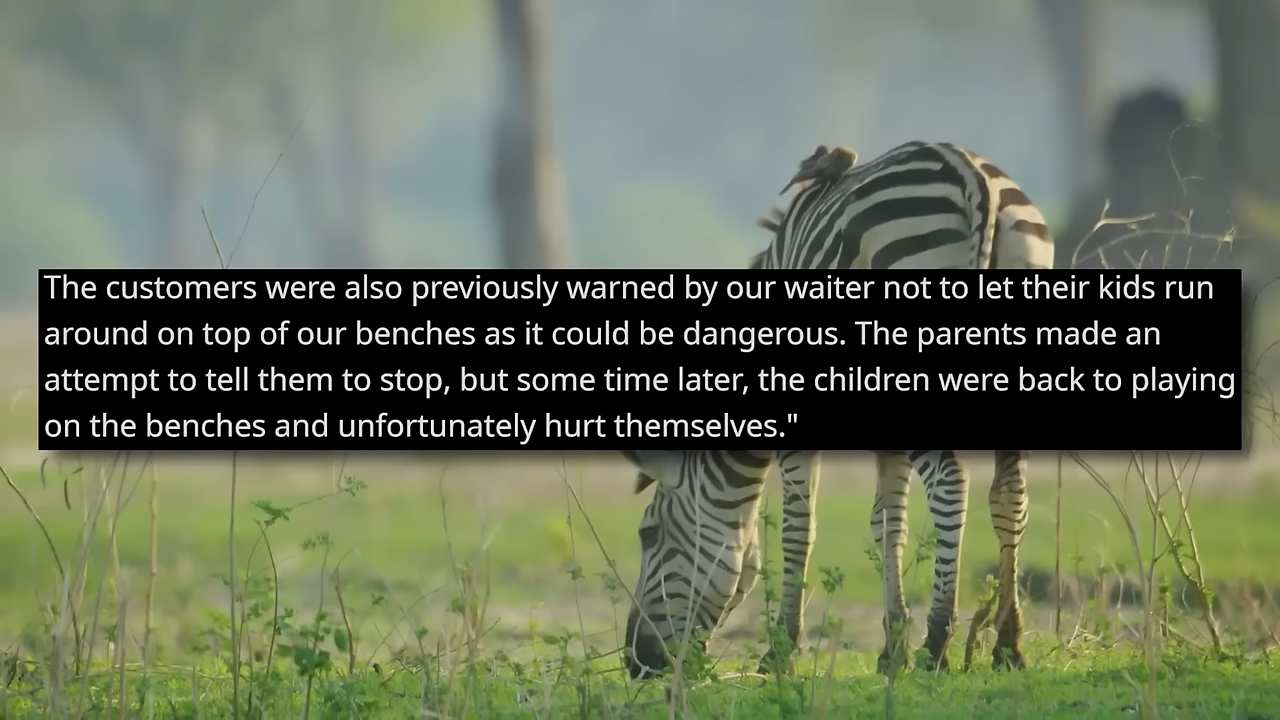 The customers were also previously warned by our waiter not to let their kids run
around on top of our benches as it could be dangerous. The parents made an
attempt to tell them to stop, but some time later, the children were back to playing
on the benches and unfortunately hurt themselves."